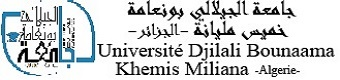 جامعة الجيلالي بونعامة
خميس مليانة -الجزائر-
Université Djilali Bounaama
Khemis Miliana -Algerie-